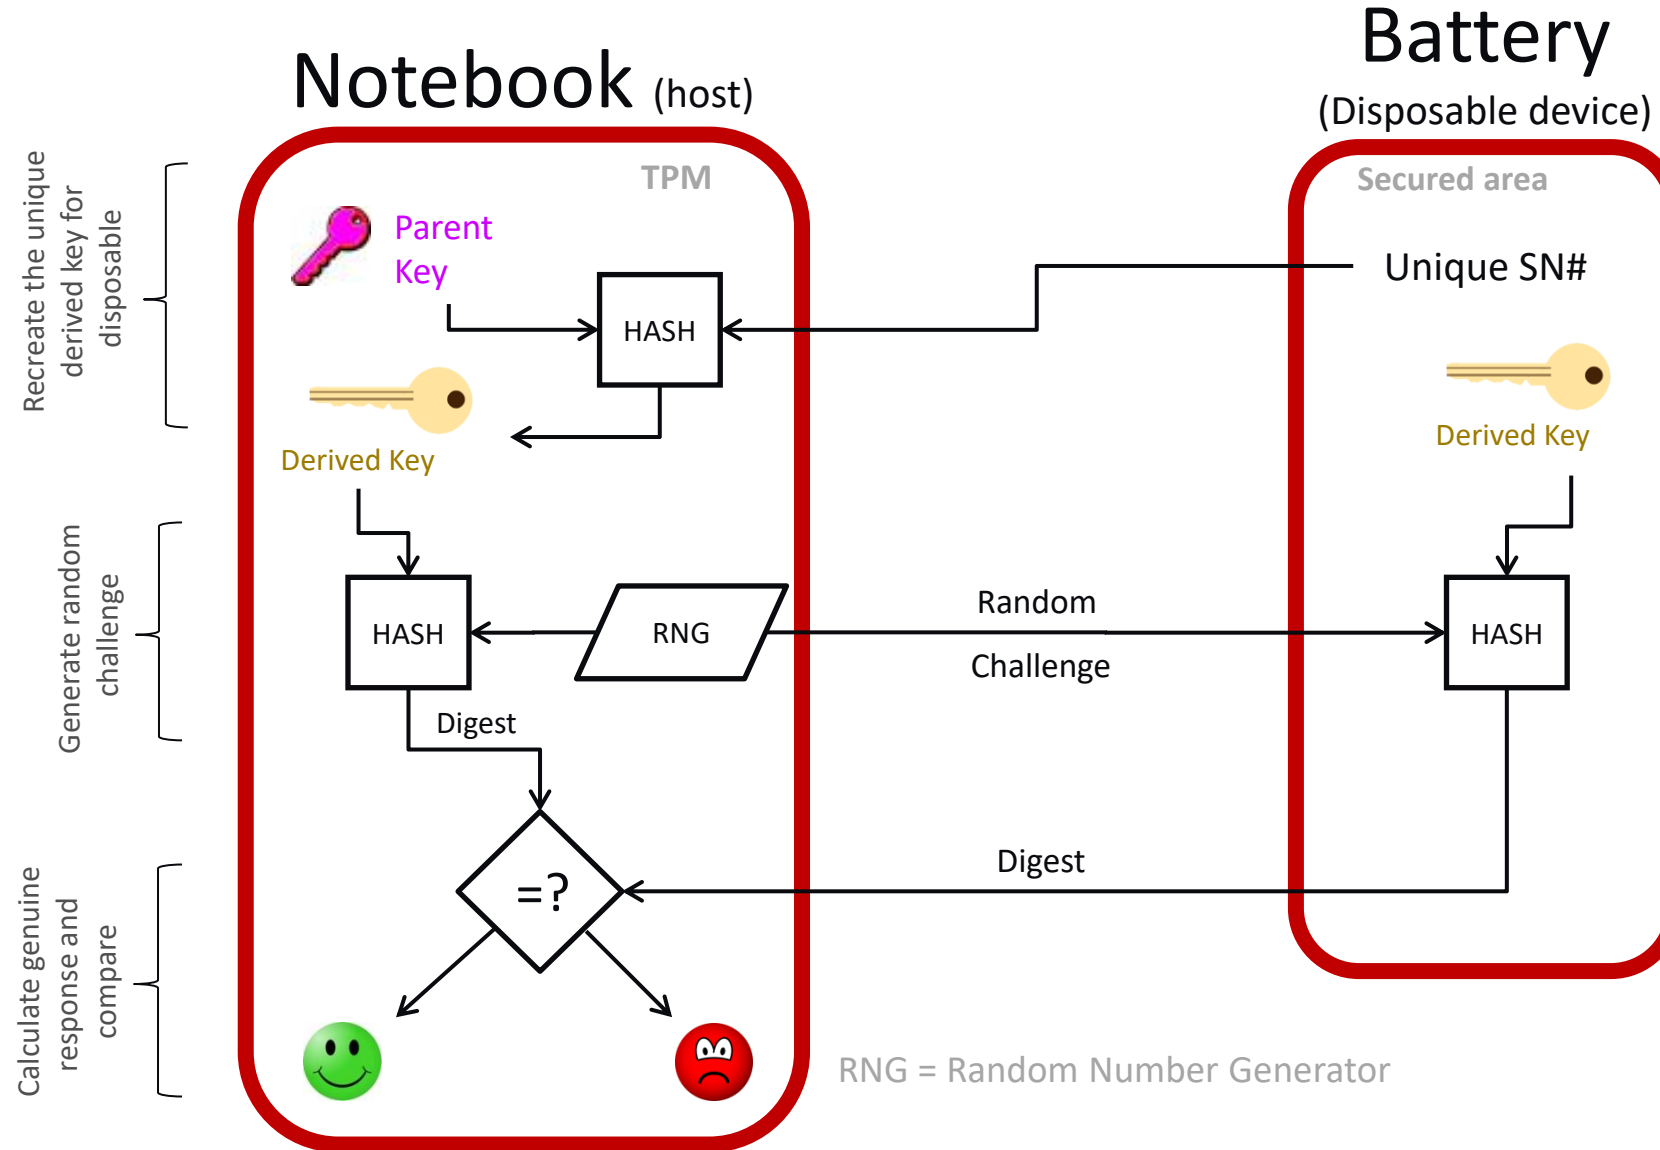 Notebook (host)
Battery
(Disposable device)
Recreate the unique
derived key for
disposable
TPM
Parent
Key
HASH
Derived Key
Secured area
Unique SN#
Derived Key
Generate random
challenge
HASH
RNG
Random
Challenge
HASH
Digest
Calculate genuine
response and
compare
=?
Digest
RNG = Random Number Generator